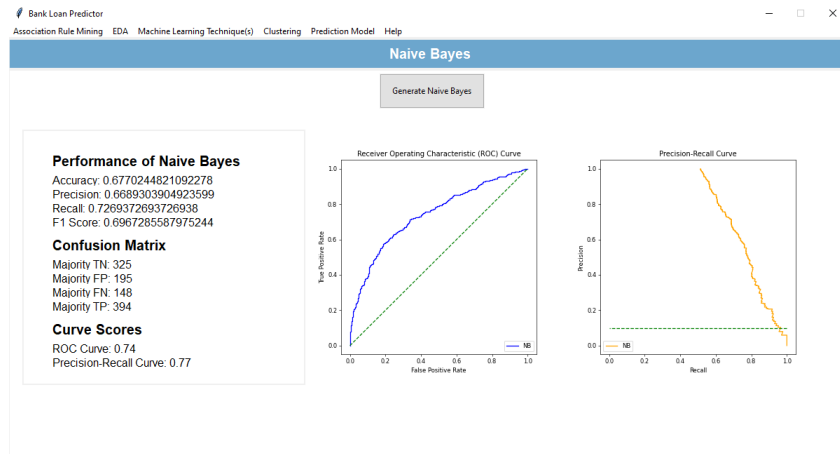 Bank Loan Predictor
Association Rule Mining EDA Machine Learning Technique(s) Clustering Prediction Model Help
Naive Bayes
Generate Naive Bayes
Performance of Naive Bayes
Accuracy: 0.6770244821092278
Precision: 0.6689303904923599
Recall: 0.7269372693726938
F1 Score: 0.6967285587975244
Confusion Matrix
Majority TN: 325
Majority FP: 195
Majority FN: 148
Majority TP: 394
Curve Scores
ROC Curve: 0.74
Precision-Recall Curve: 0.77
Receiver Operating Characteristic (ROC) Curve
True Positive Rate
1.0
0.8
0.6
0.4
0.2
0.0
0.0 0.2 0.4 0.6 0.8 1.0
False Positive Rate
NB
Precision-Recall Curve
Precision
1.0
0.8
0.6
0.4
0.2
0.0
0.0 0.2 0.4 0.6 0.8 1.0
Recall
NB